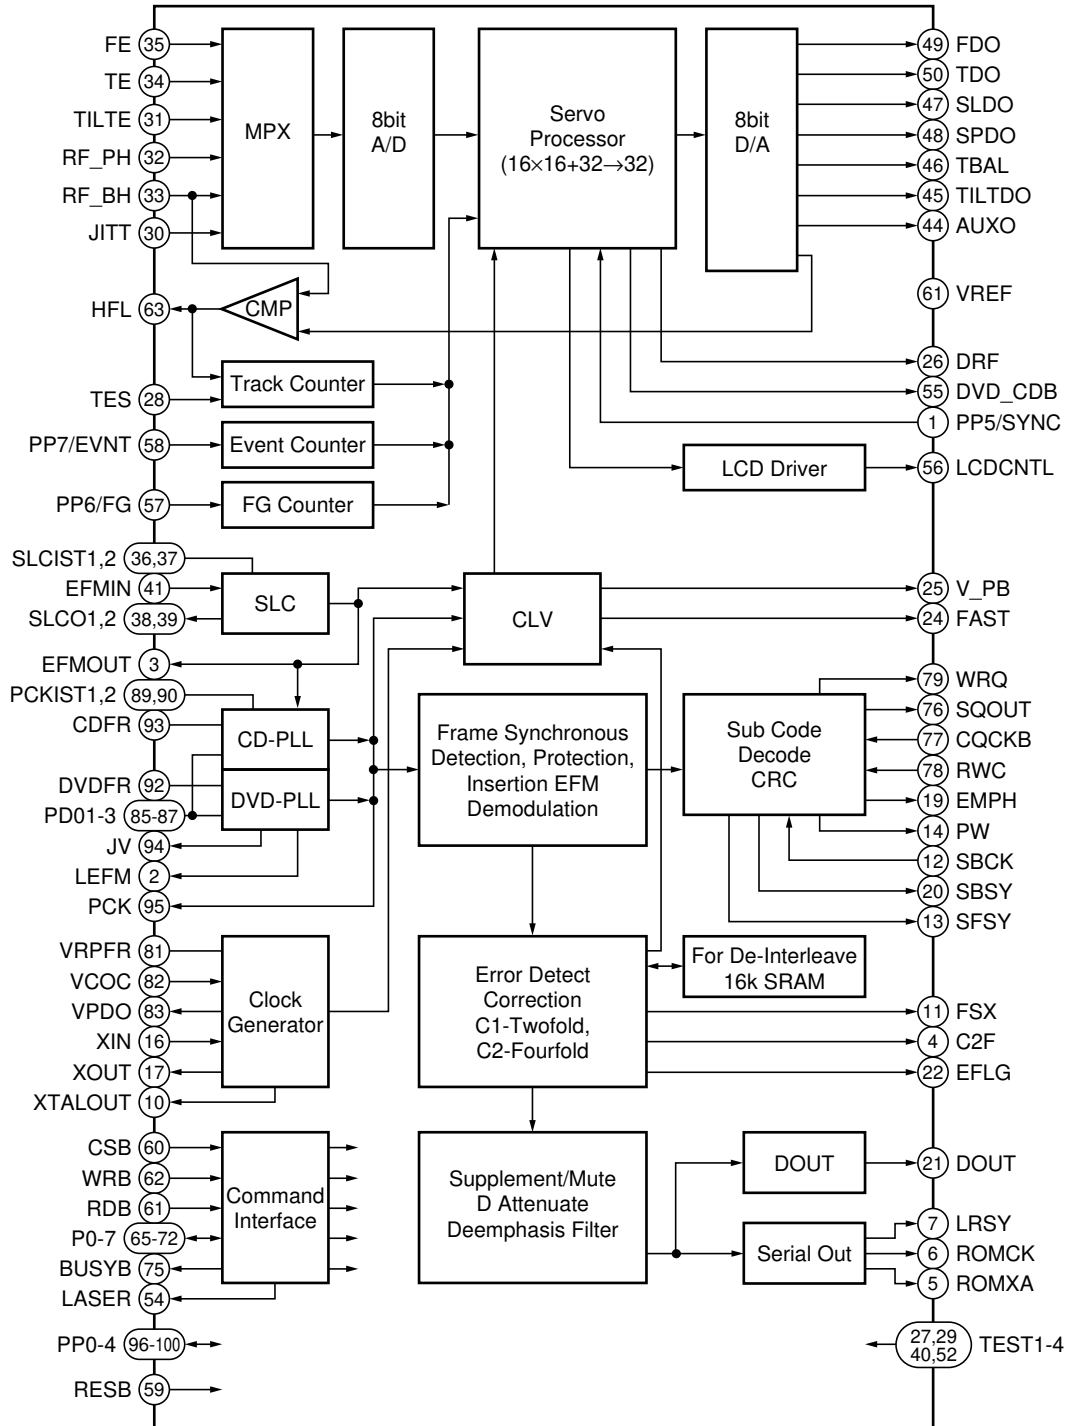 FE 35
TE 34
TILTE 31
RF_PH 32
RF_BH 33
JITT 30
HFL 63
TES 28
PP7/EVNT 58
PP6/FG 57
SLCIST1,2 36,37
EFMIN 41
SLCO1,2 38,39
EFMOUT 3
PCKIST1,2 89,90
CDFR 93
DVDFR 92
PD01-3 85-87
JV 94
LEFM 2
PCK 95
VRPFR 81
VCOC 82
VPDO 83
XIN 16
XOUT 17
XTALOUT 10
CSB 60
WRB 62
RDB 61
P0-7 65-72
BUSYB 75
LASER 54
PP0-4 96-100
RESB 59
MPX
8bit
A/D
Servo
Processor
(16×16+32→32)
8bit
D/A
CMP
Track Counter
Event Counter
FG Counter
LCD Driver
SLC
CLV
CD-PLL
DVD-PLL
Frame Synchronous
Detection, Protection,
Insertion EFM
Demodulation
Sub Code
Decode
CRC
Clock
Generator
Error Detect
Correction
C1-Twofold,
C2-Fourfold
For De-Interleave
16k SRAM
Command
Interface
Supplement/Mute
D Attenuate
Deemphasis Filter
DOUT
Serial Out
49 FDO
50 TDO
47 SLDO
48 SPDO
46 TBAL
45 TILTDO
44 AUXO
61 VREF
26 DRF
55 DVD_CDB
1 PP5/SYNC
56 LCDCNTL
25 V_PB
24 FAST
79 WRQ
76 SQOUT
77 CQCKB
78 RWC
19 EMPH
14 PW
12 SBCK
20 SBSY
13 SFSY
11 FSX
4 C2F
22 EFLG
21 DOUT
7 LRSY
6 ROMCK
5 ROMXA
27,29
40,52 TEST1-4